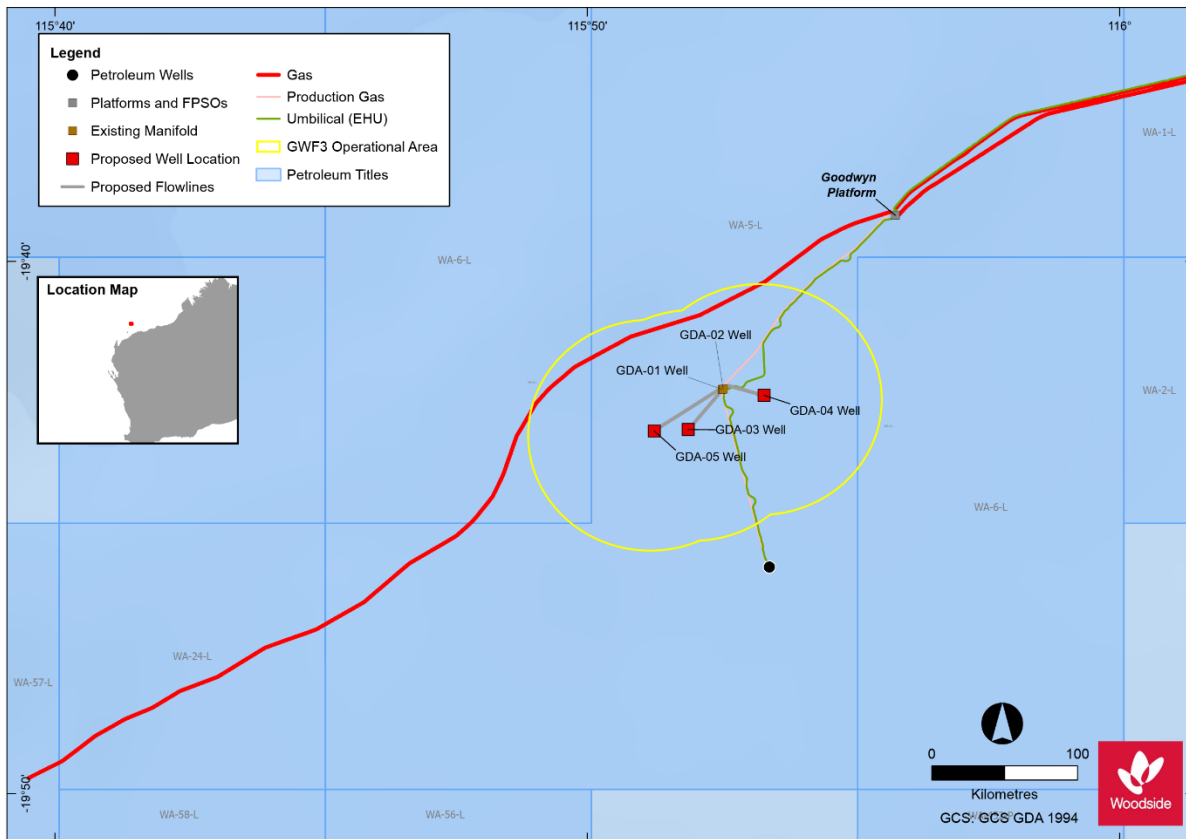 115°40'
115°50'
116°
Legend
Petroleum Wells
Platforms and FPSOs
Existing Manifold
Proposed Well Location
Proposed Flowlines
Gas
Production Gas
Umbilical (EHU)
GWF3 Operational Area
Petroleum Titles
WA-1-L
Goodwyn
Platform
WA-5-L
-19°40'
WA-6-L
Location Map
GDA-02 Well
GDA-01 Well
WA-2-L
GDA-04 Well
GDA-03 Well
GDA-05 Well
WA-6-L
WA-24-L
WA-57-L
-19°50'
WA-58-L
WA-56-L
0
100
Kilometres
GCS: GCS GDA 1994
Woodside